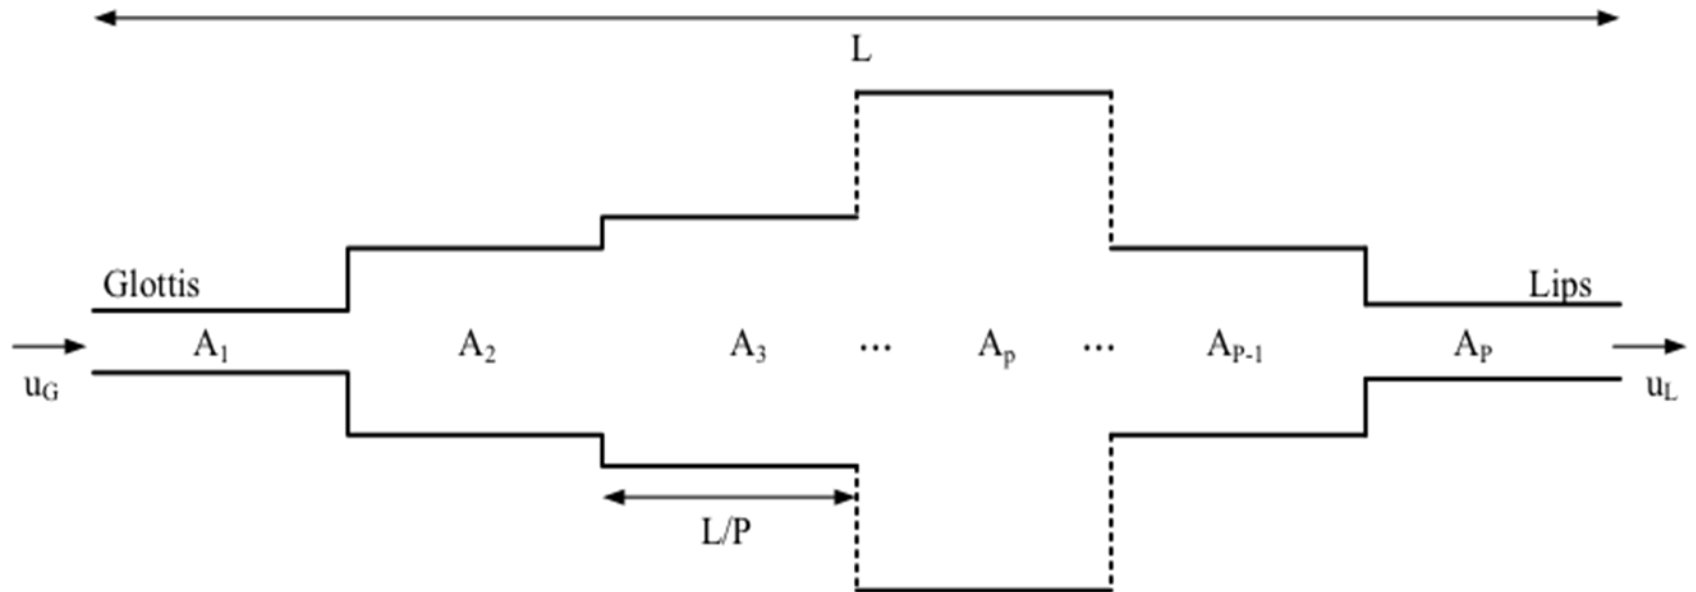 L
Glottis
Lips
A1 A2 A3 ... Ap ... AP-1 AP
uG
uL
L/P